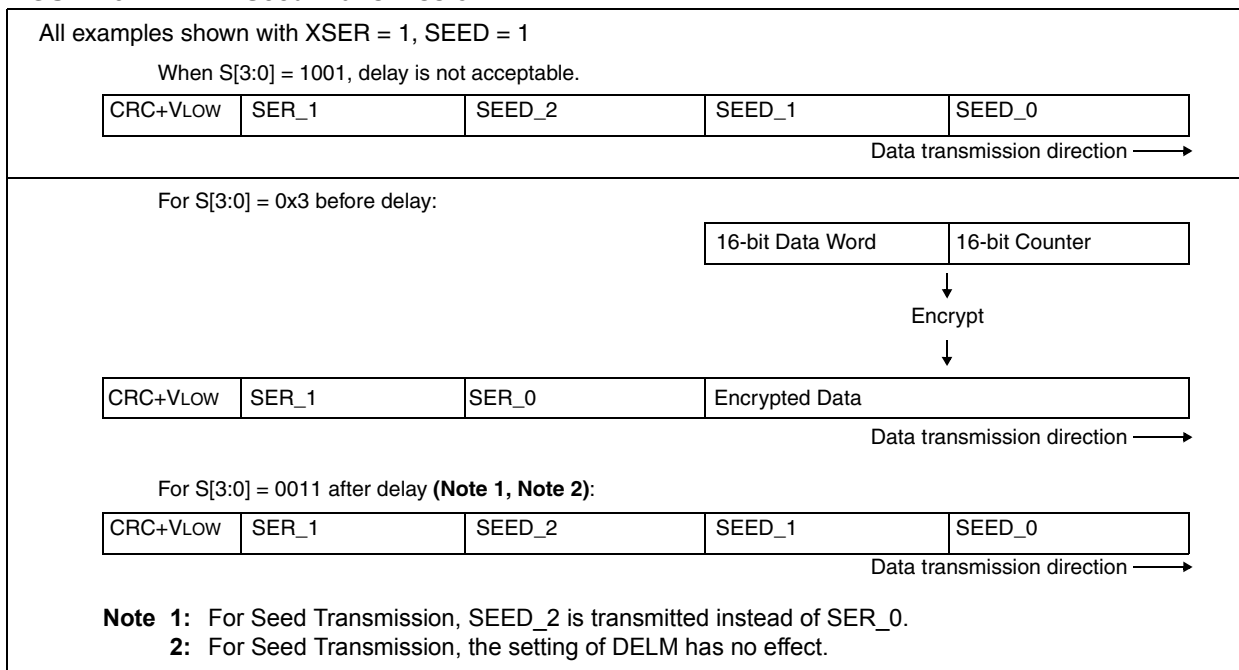 All examples shown with XSER = 1, SEED = 1
When S[3:0] = 1001, delay is not acceptable.
CRC+VLOW SER_1 SEED_2 SEED_1 SEED_0
Data transmission direction
For S[3:0] = 0x3 before delay:
16-bit Data Word 16-bit Counter
Encrypt
CRC+VLOW SER_1 SER_0 Encrypted Data
Data transmission direction
For S[3:0] = 0011 after delay (Note 1, Note 2):
CRC+VLOW SER_1 SEED_2 SEED_1 SEED_0
Data transmission direction
Note 1: For Seed Transmission, SEED_2 is transmitted instead of SER_0.
2: For Seed Transmission, the setting of DELM has no effect.